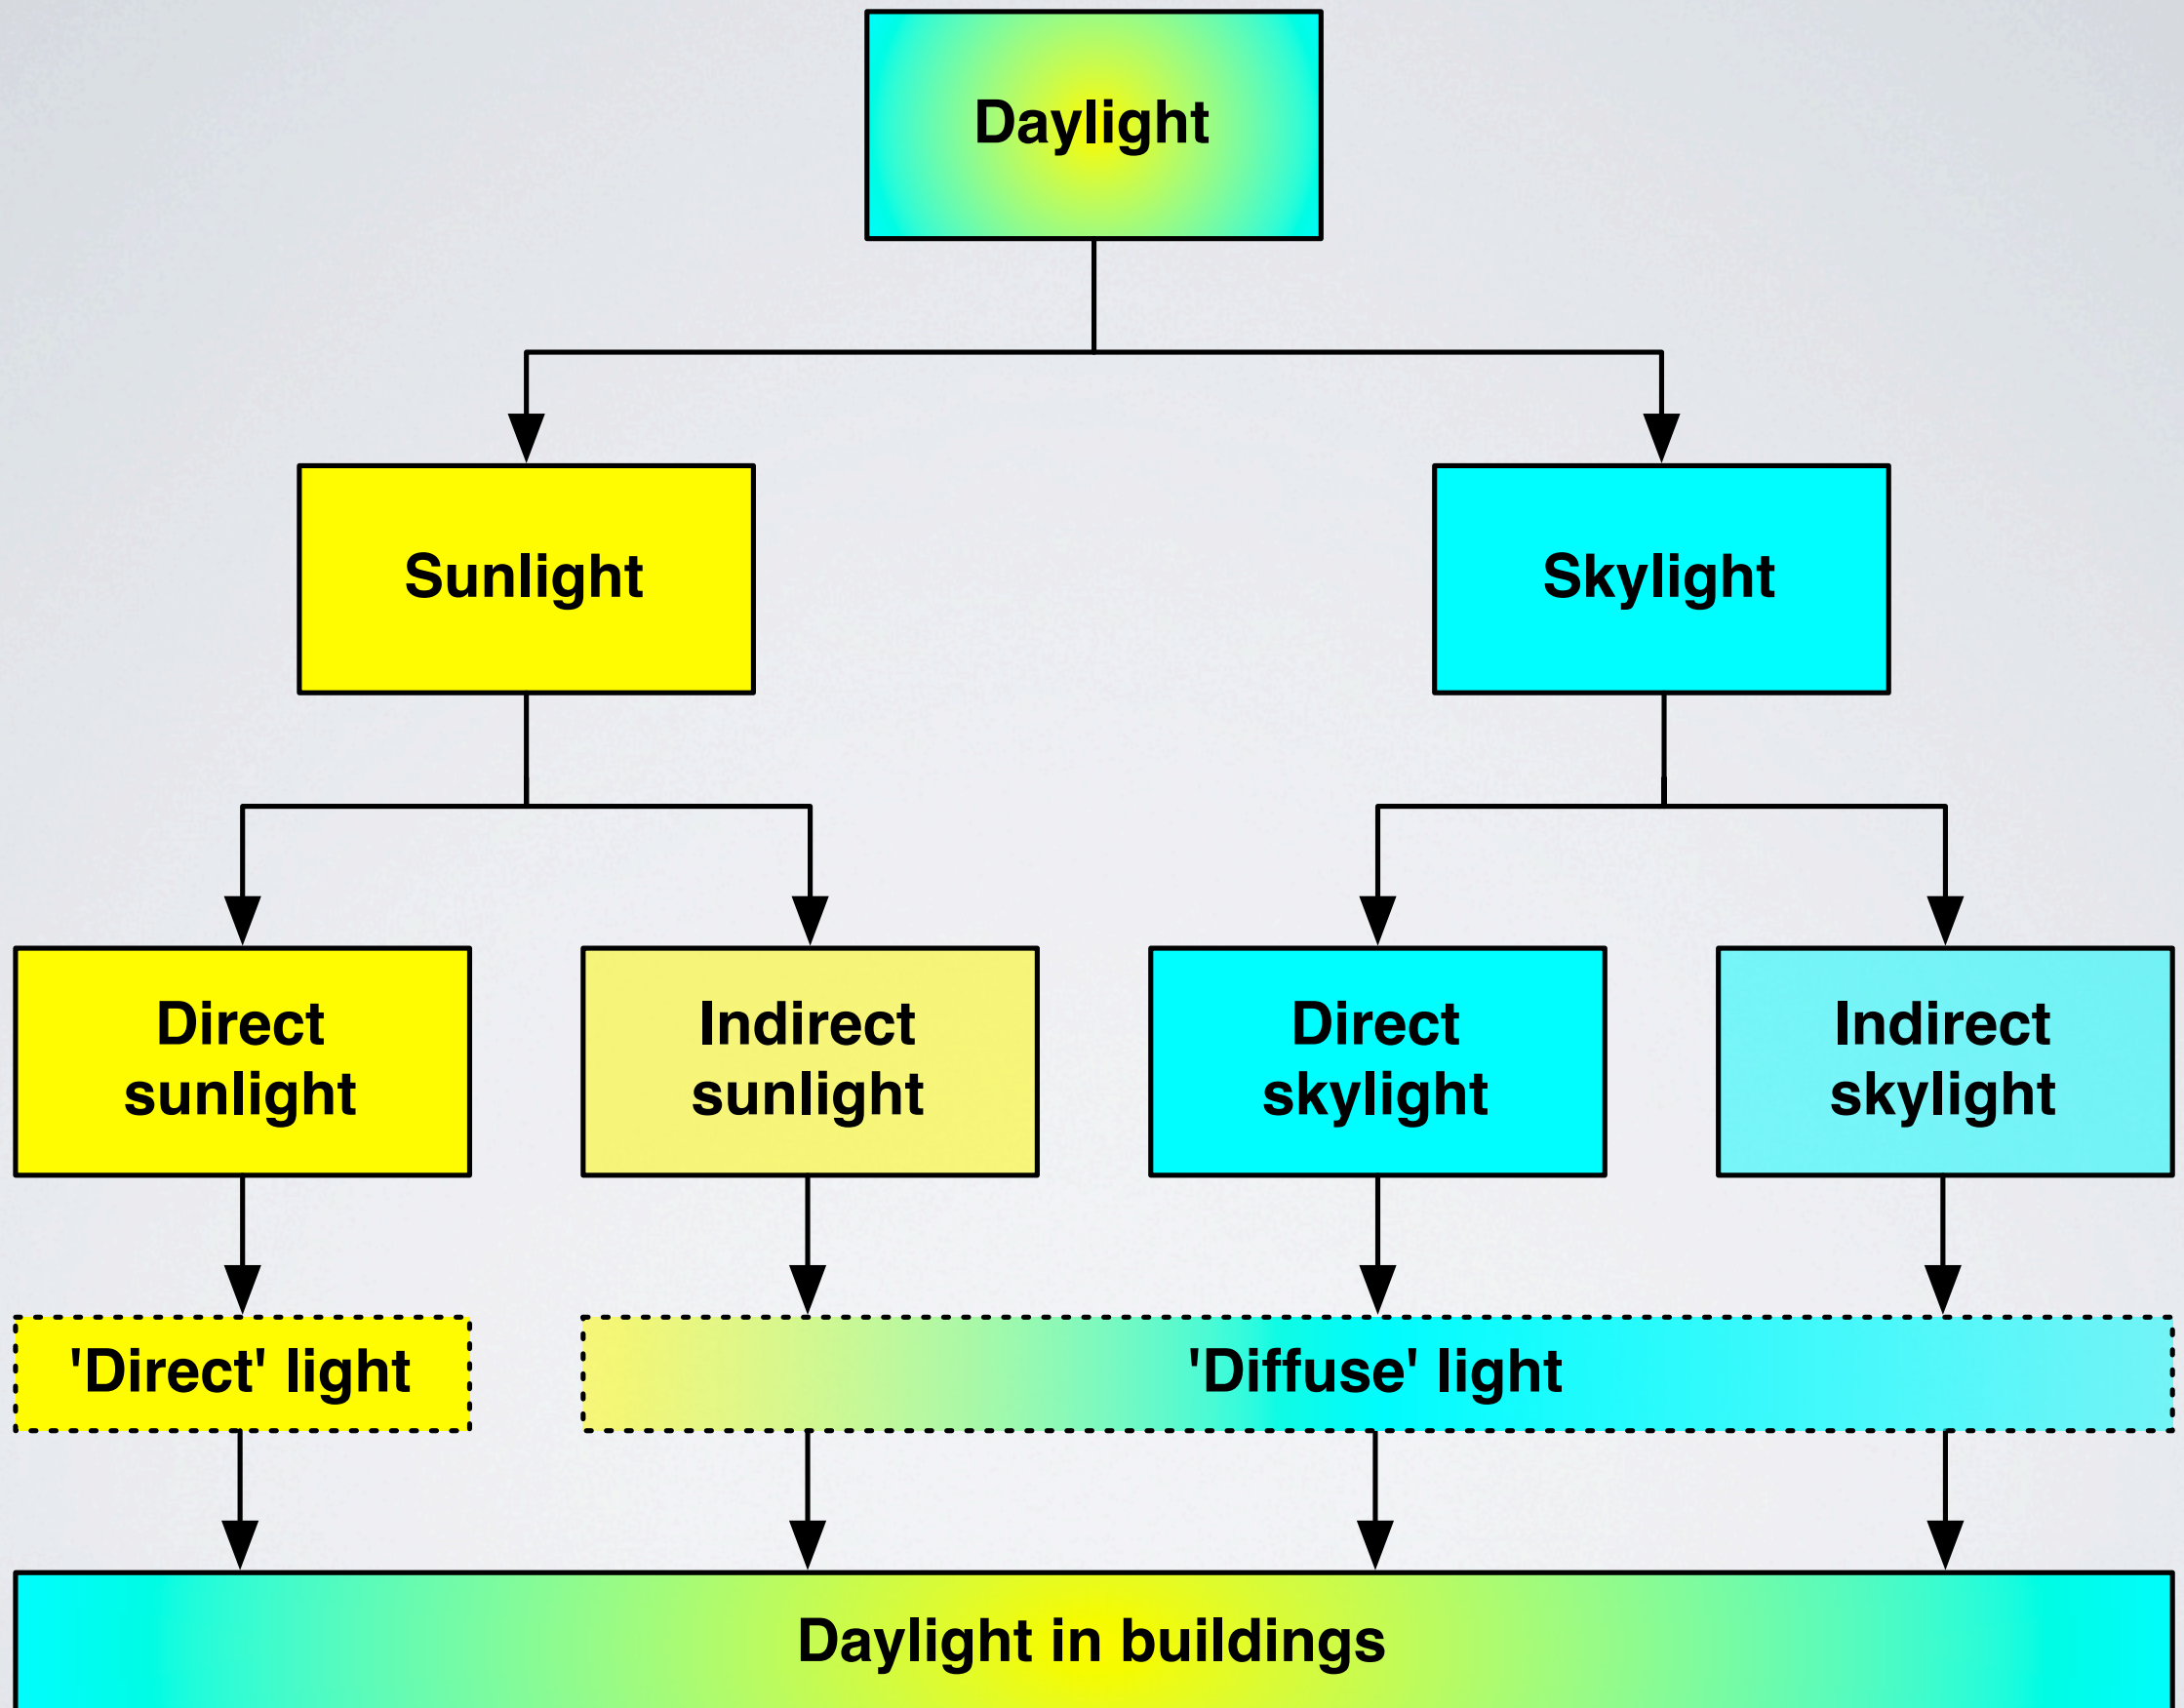 Daylight
Sunlight
Skylight
Direct
sunlight
Indirect
sunlight
Direct
skylight
Indirect
skylight
'Direct' light
'Diffuse' light
Daylight in buildings